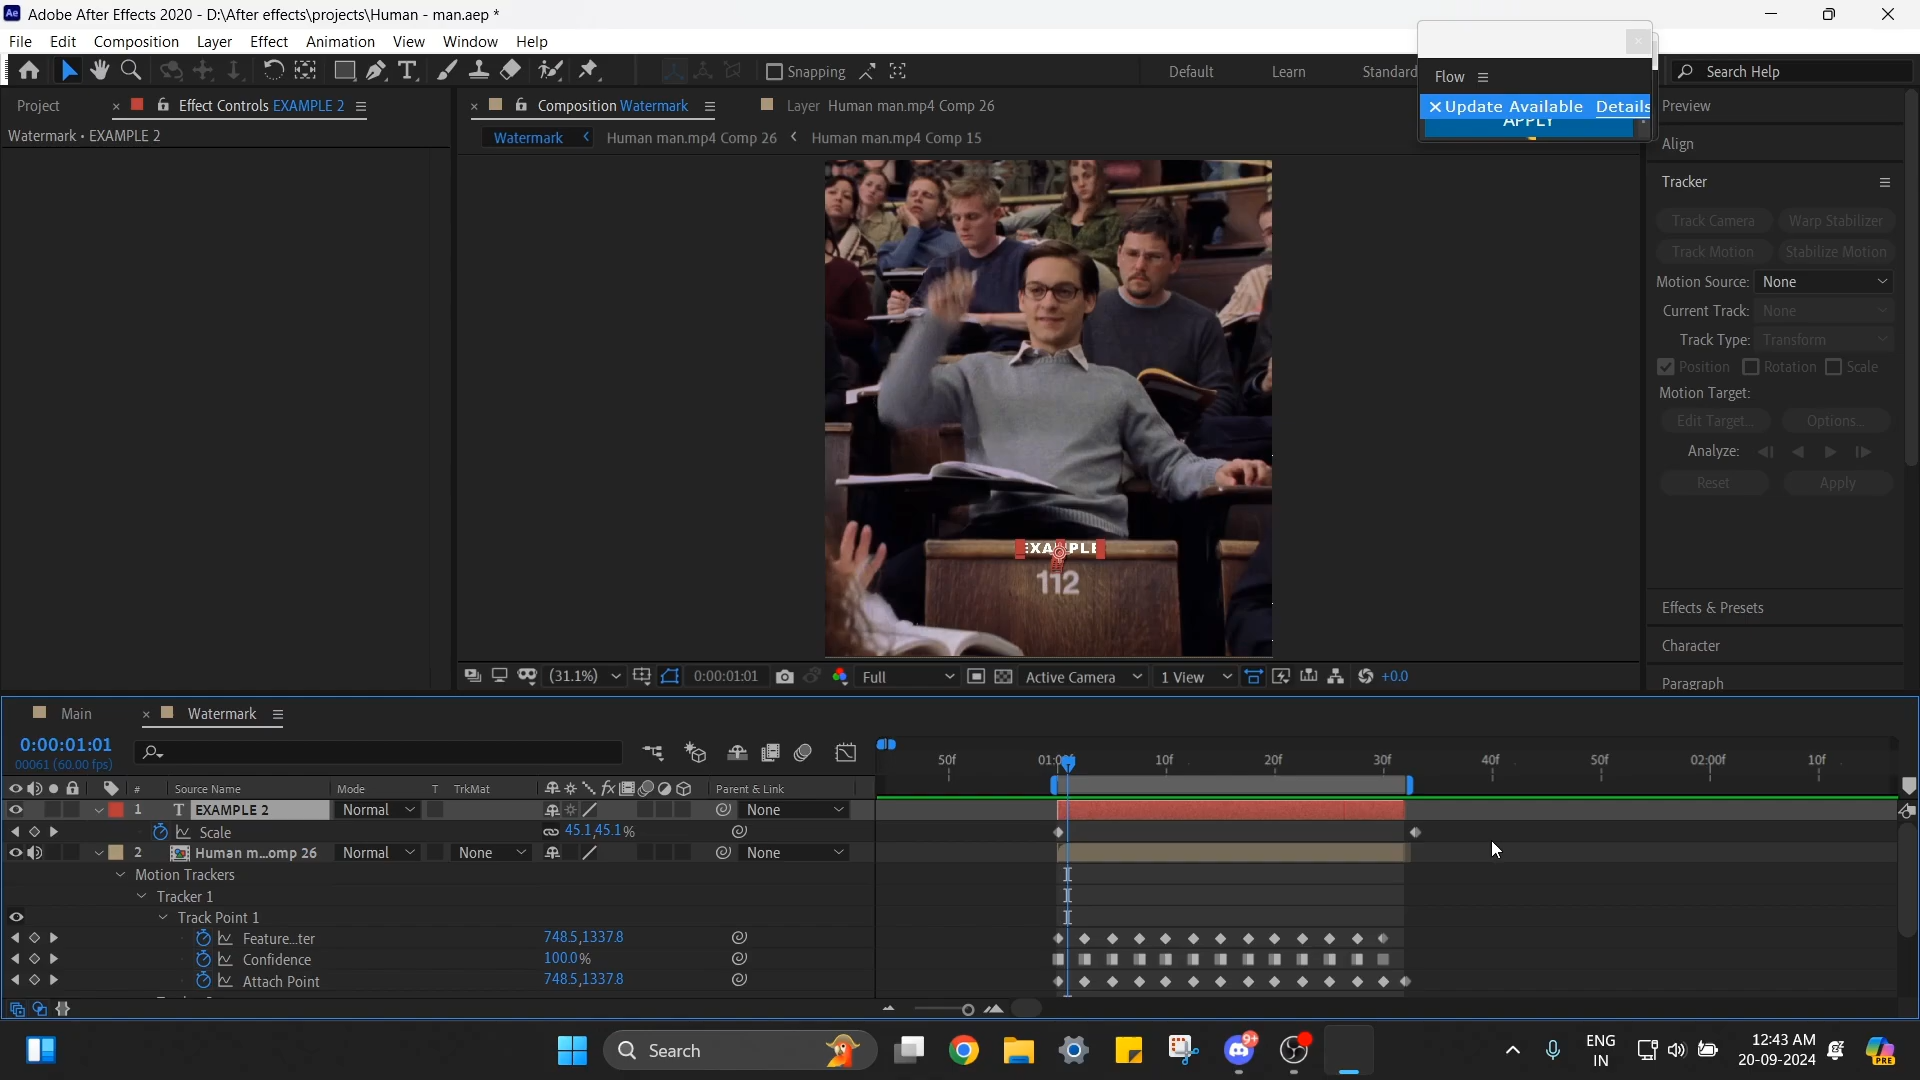 Adobe After Effects 2020 - D:\After effects\projects\Human - man.aep *
File Edit Composition Layer Effect Animation View Window Help
Snapping Default Learn Standard Search Help
Flow
Update Available Details
APPLY
Project Effect Controls EXAMPLE 2 Composition Watermark Layer Human man.mp4 Comp 26
Watermark • EXAMPLE 2
Watermark Human man.mp4 Comp 26 Human man.mp4 Comp 15
Preview
Align
Tracker
Track Camera Warp Stabilizer
Track Motion Stabilize Motion
Motion Source: None
Current Track: None
Track Type: Transform
Position Rotation Scale
Motion Target:
Edit Target... Options...
Analyze:
Reset Apply
Effects & Presets
Character
Paragraph
EXAMPLE
112
(31.1%) 0:00:01:01 Full Active Camera 1 View +0.0
Main Watermark
0:00:01:01
00061 (60.00 fps)
50f 01:00f 10f 20f 30f 40f 50f 02:00f 10f
# Source Name Mode T TrkMat Parent & Link
1 T EXAMPLE 2 Normal None
Scale 45.1,45.1%
2 Human m...omp 26 Normal None None
Motion Trackers
Tracker 1
Track Point 1
Feature...ter 748.5,1337.8
Confidence 100.0%
Attach Point 748.5,1337.8
Search
9+
ENG
IN
12:43 AM
20-09-2024
PRE